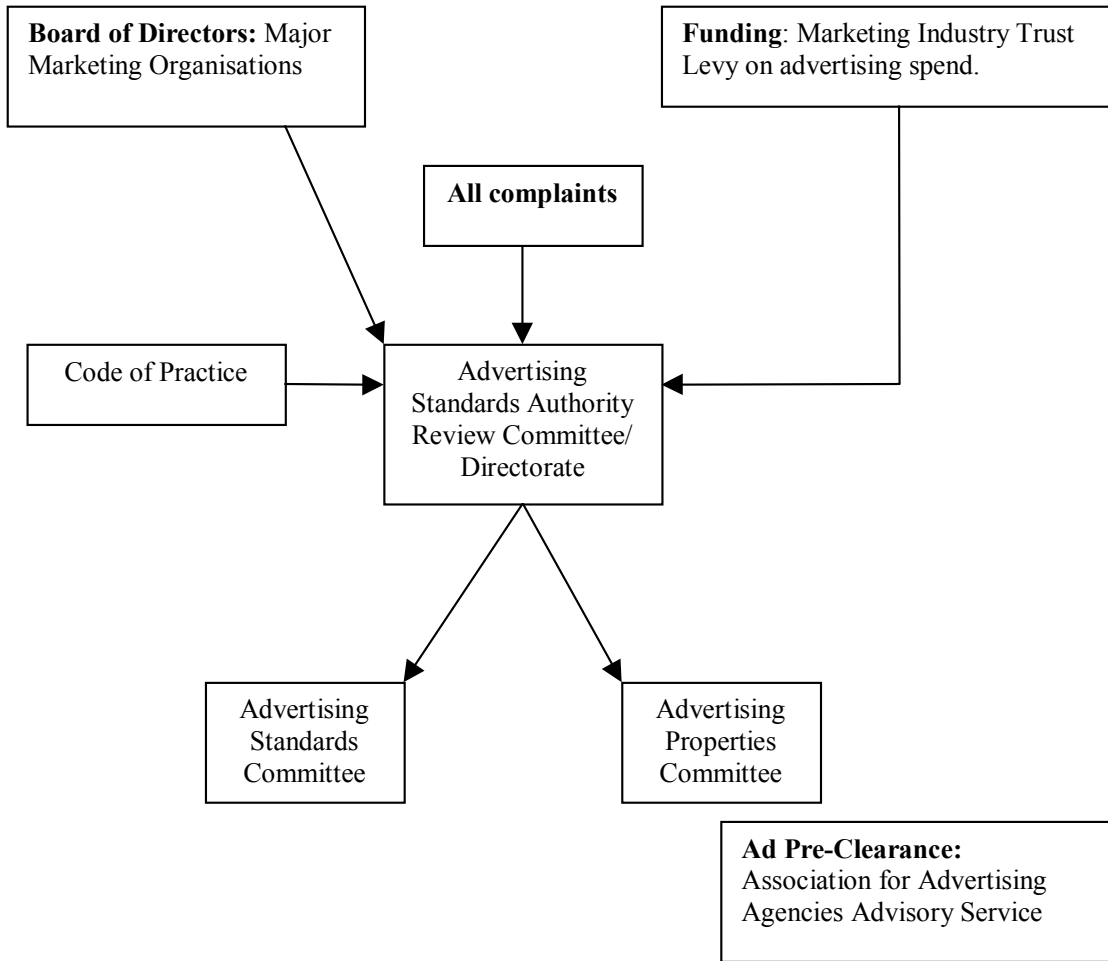 Board of Directors: Major
Marketing Organisations
Funding: Marketing Industry Trust
Levy on advertising spend.
All complaints
Code of Practice
Advertising
Standards Authority
Review Committee/
Directorate
Advertising
Standards
Committee
Advertising
Properties
Committee
Ad Pre-Clearance:
Association for Advertising
Agencies Advisory Service